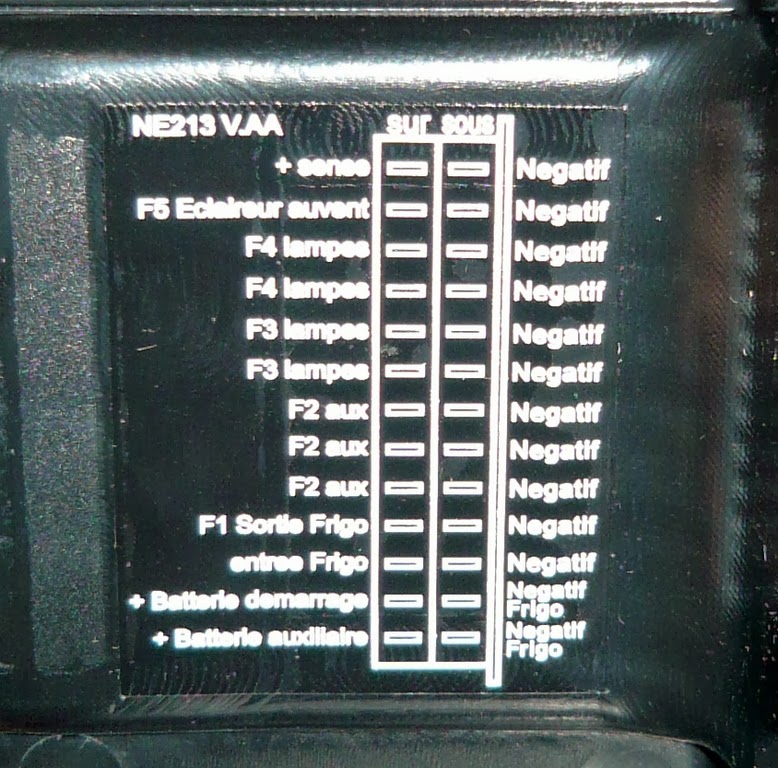 NE213 V.AA sur sous
+ sense Negatif
F5 Eclaireur auvent Negatif
F4 lampes Negatif
F4 lampes Negatif
F3 lampes Negatif
F3 lampes Negatif
F2 aux Negatif
F2 aux Negatif
F2 aux Negatif
F1 Sortie Frigo Negatif
entree Frigo Negatif
+ Batterie demarrage Negatif
Frigo
+ Batterie auxiliaire Negatif
Frigo